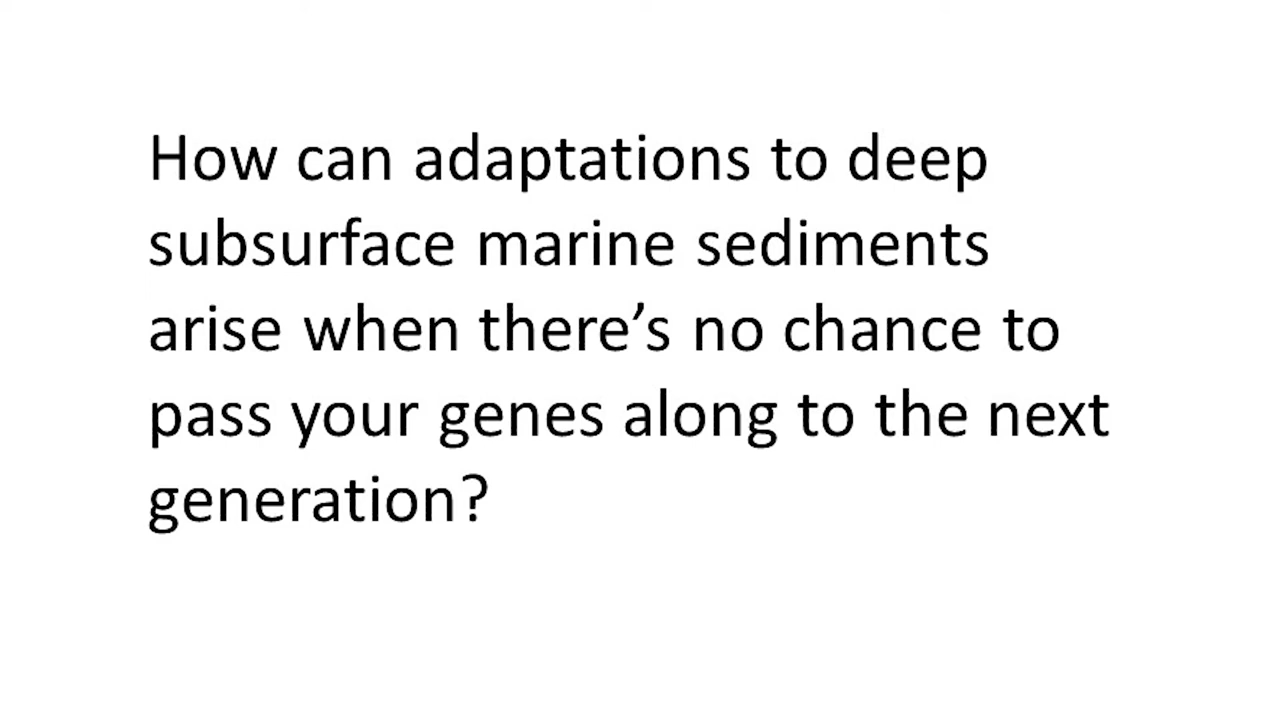 How can adaptations to deep
subsurface marine sediments
arise when there’s no chance to
pass your genes along to the next
generation?